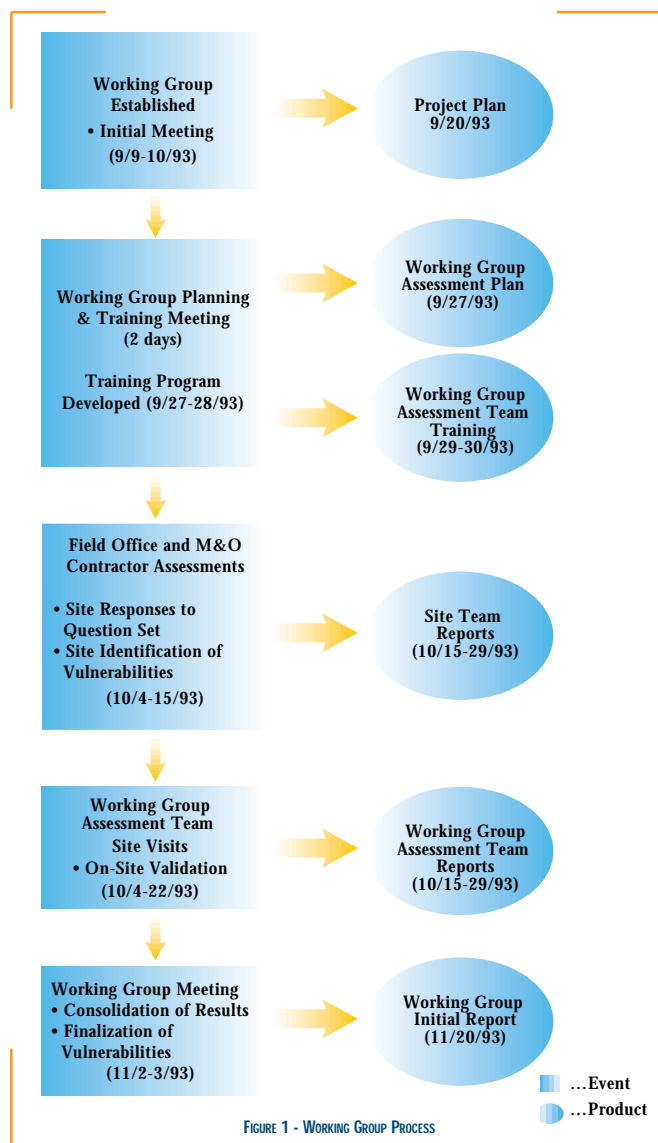 Working Group
Established
• Initial Meeting
(9/9-10/93)
Project Plan
9/20/93
Working Group Planning
& Training Meeting
(2 days)
Training Program
Developed (9/27-28/93)
Working Group
Assessment Plan
(9/27/93)
Working Group
Assessment Team
Training
(9/29-30/93)
Field Office and M&O
Contractor Assessments
• Site Responses to
Question Set
• Site Identification of
Vulnerabilities
(10/4-15/93)
Site Team
Reports
(10/15-29/93)
Working Group
Assessment Team
Site Visits
• On-Site Validation
(10/4-22/93)
Working Group
Assessment Team
Reports
(10/15-29/93)
Working Group Meeting
• Consolidation of Results
• Finalization of
Vulnerabilities
(11/2-3/93)
Working Group
Initial Report
(11/20/93)
...Event
...Product
FIGURE 1 - WORKING GROUP PROCESS